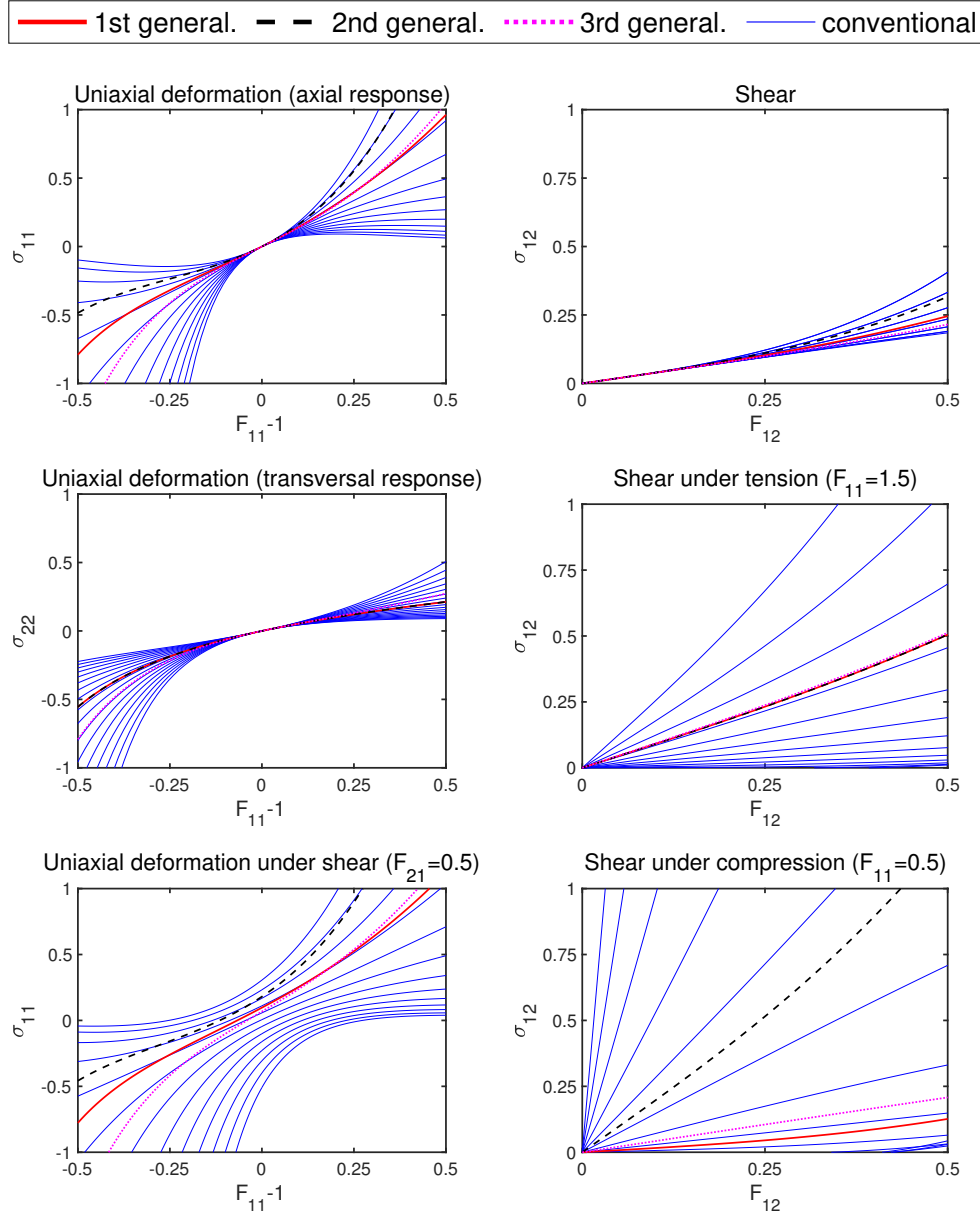 1st general. 2nd general. 3rd general. conventional
Uniaxial deformation (axial response)
1
0.5
0
-0.5
-1
σ11
-0.5 -0.25 0 0.25 0.5
F11-1
Shear
1
0.75
0.5
0.25
0
σ12
0 0.25 0.5
F12
Uniaxial deformation (transversal response)
1
0.5
0
-0.5
-1
σ22
-0.5 -0.25 0 0.25 0.5
F11-1
Shear under tension (F11=1.5)
1
0.75
0.5
0.25
0
σ12
0 0.25 0.5
F12
Uniaxial deformation under shear (F21=0.5)
1
0.5
0
-0.5
-1
σ11
-0.5 -0.25 0 0.25 0.5
F11-1
Shear under compression (F11=0.5)
1
0.75
0.5
0.25
0
σ12
0 0.25 0.5
F12